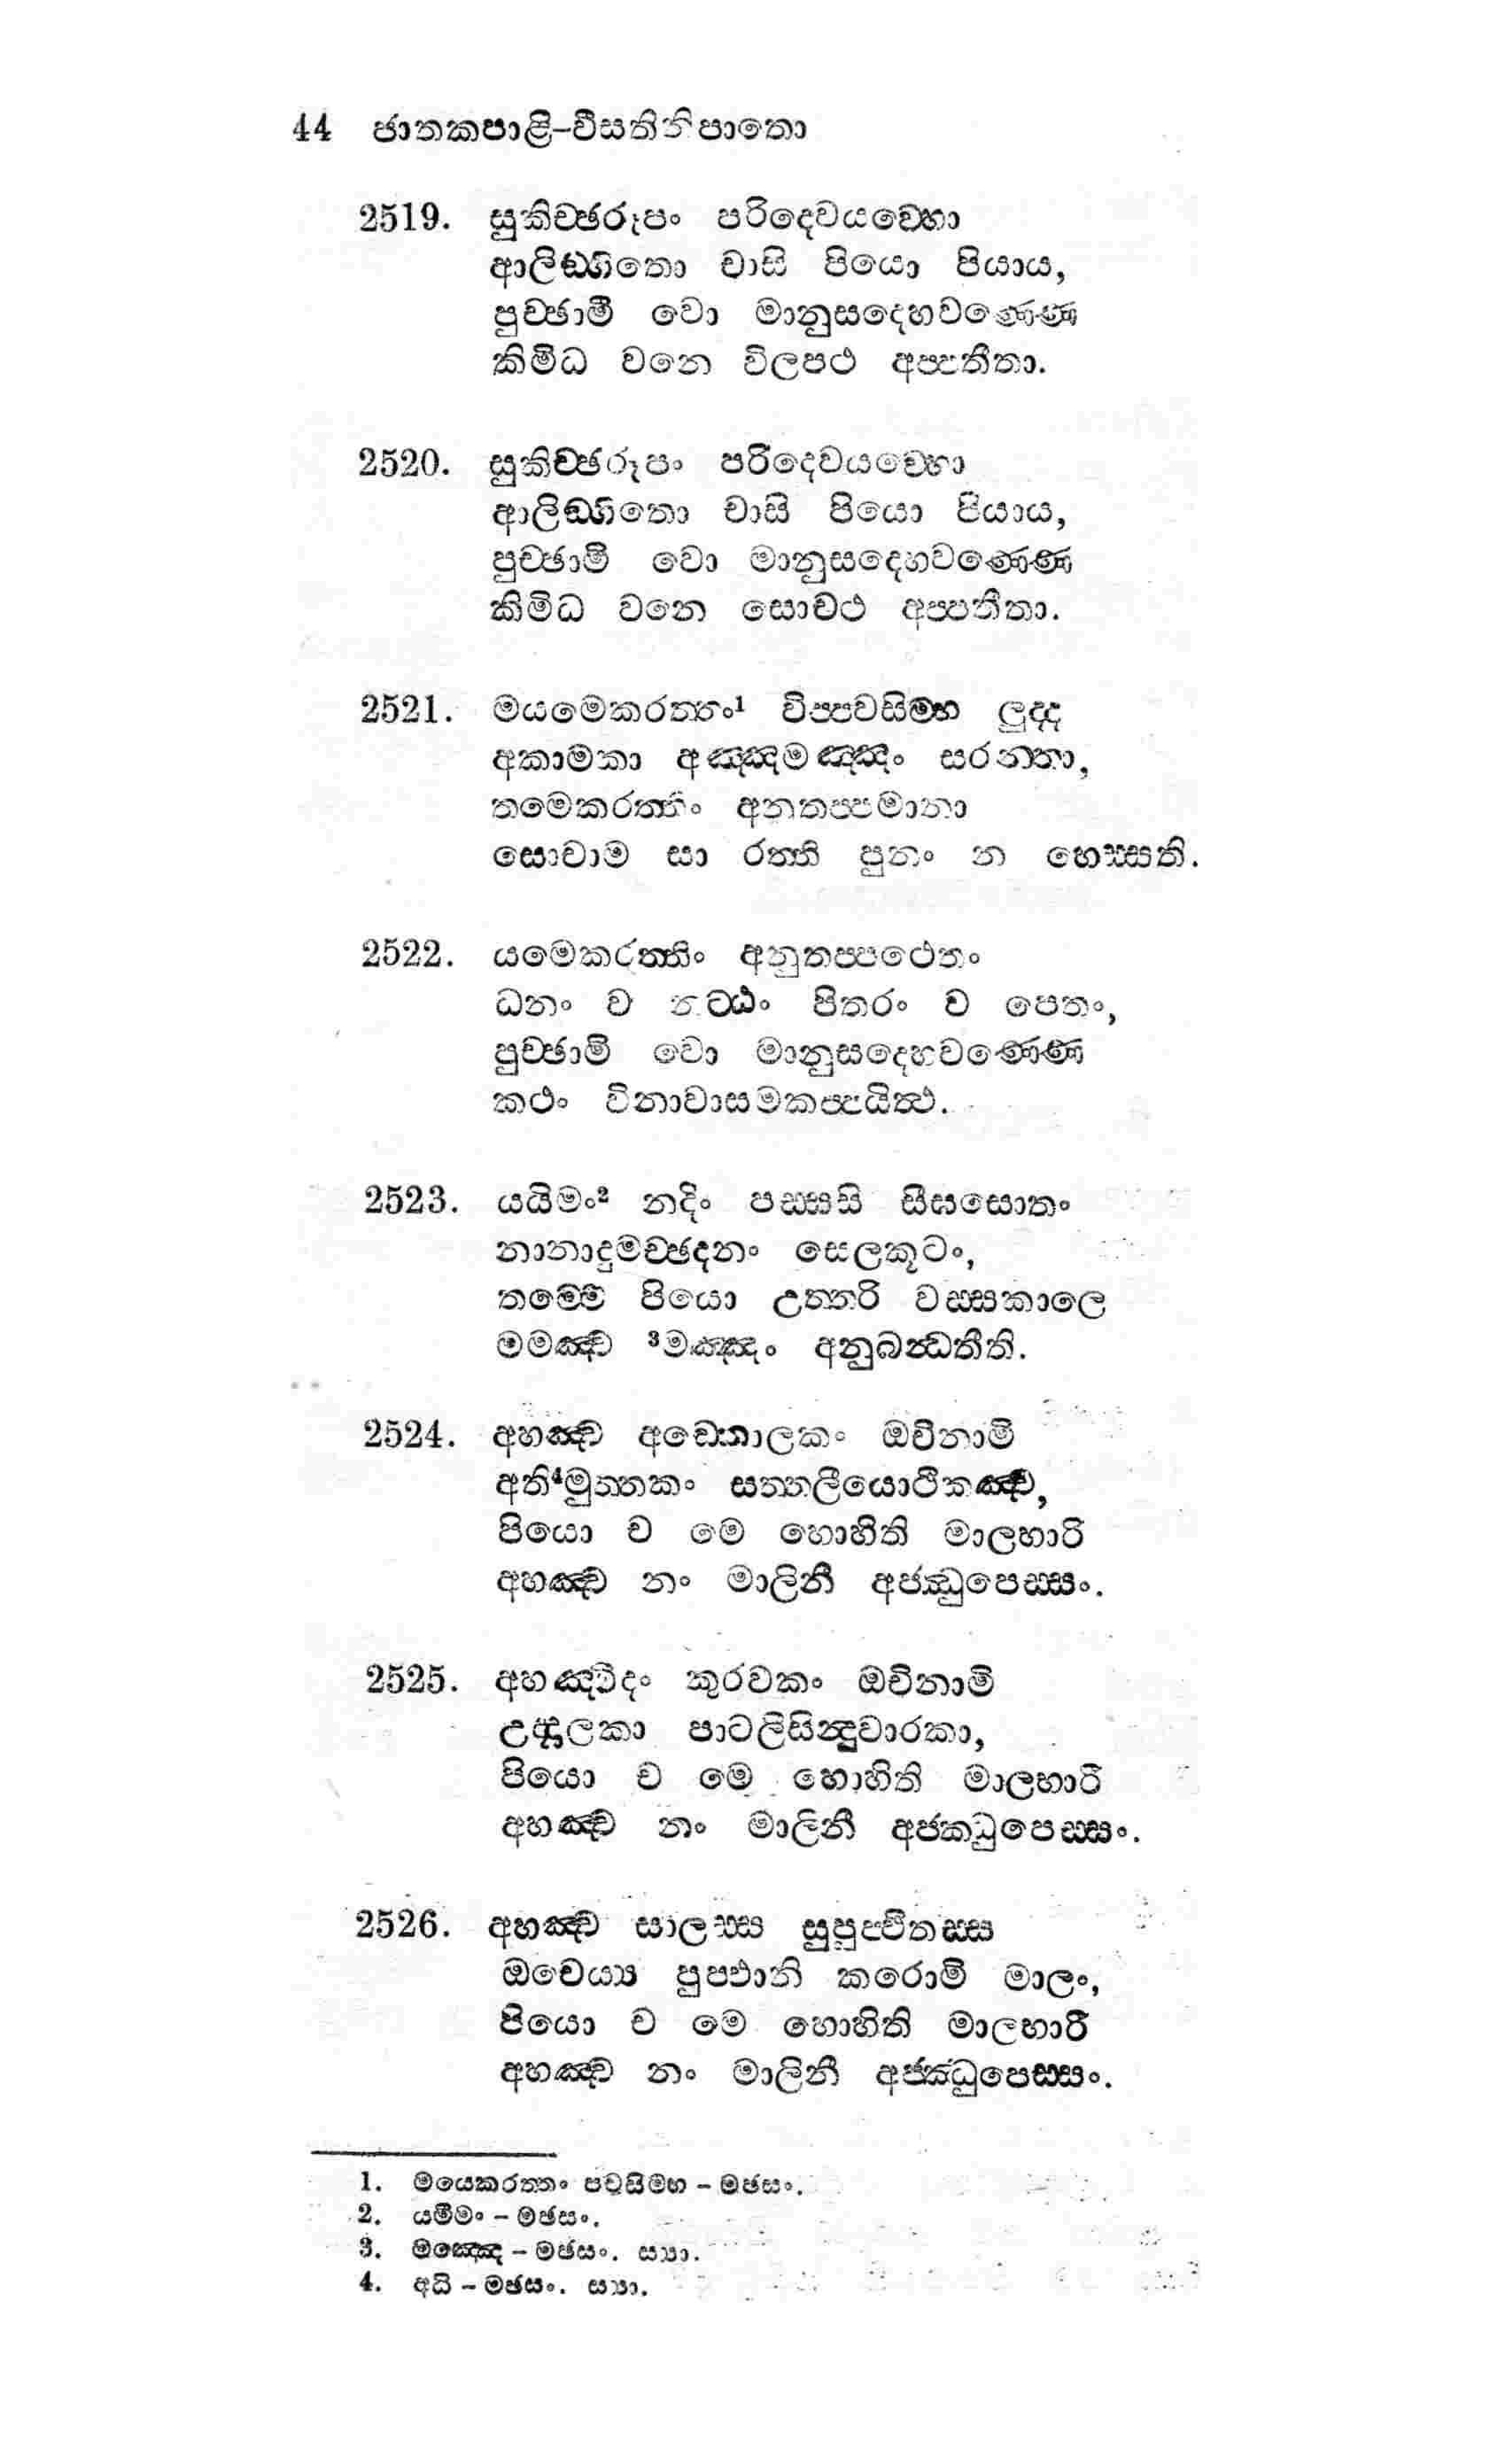 44 ජාතකපාළි-වීසතිනිපාතො
2519. සුකිච්ඡරූපං පරිදෙවයව්හො
ආලිඞ්ගිතො චාසි පියො පියාය,
පුච්ඡාමි වො මානුසදෙහවණ්ණෙ
කිමිධ වනෙ විලපථ අප්පතීතා.
2520. සුකිච්ඡරූපං පරිදෙවයව්හො
ආලිඞ්ගිතො චාසි පියො පියාය,
පුච්ඡාමි වො මානුසදෙහවණ්ණෙ
කිමිධ වනෙ සොචථ අප්පතීතා.
2521. මයමෙකරත්තං¹ විප්පවසිම්හ ලුද්ද
අකාමකා අඤ්ඤමඤ්ඤං සරන්තා,
තමෙකරත්තිං අනුතප්පමානා
සොචාම සා රත්ති පුනං න හෙස්සති.
2522. යමෙකරත්තිං අනුතප්පථෙතං
ධනං ව නට්ඨං පිතරං ව පෙතං,
පුච්ඡාමි වො මානුසදෙහවණ්ණෙ
කථං විනාවාසමකප්පයිත්ථ.
2523. යයිමං² නදිං පස්සසි සීඝසොතං
නානාදුමච්ඡදනං සෙලකූටං,
තම්මෙ පියො උත්තරි වස්සකාලෙ
මමඤ්ච ³මඤ්ඤං අනුබන්ධතීති.
2524. අහඤ්ච අඞ්කොලකං ඔචිනාමි
අති⁴මුත්තකං සත්තලීයොථිකඤ්ච,
පියො ච මෙ හොහිති මාලභාරී
අහඤ්ච නං මාලිනී අජ්ඣුපෙස්සං.
2525. අහඤ්චිදං කුරවකං ඔචිනාමි
උද්දාලකා පාටලිසින්දුවාරකා,
පියො ච මෙ හොහිති මාලභාරී
අහඤ්ච නං මාලිනී අජ්ඣුපෙස්සං.
2526. අහඤ්ච සාලස්ස සුපුප්ඵිතස්ස
ඔචෙය්‍ය පුප්ඵානි කරොමි මාලං,
පියො ච මෙ හොහිති මාලභාරී
අහඤ්ච නං මාලිනී අජ්ඣුපෙස්සං.
1. මයෙකරත්තං පවසිම්හ - මඡසං.
2. යමීමං - මඡසං.
3. මඤ්ඤෙ - මඡසං. ස්‍යා.
4. අධි - මඡසං. ස්‍යා.